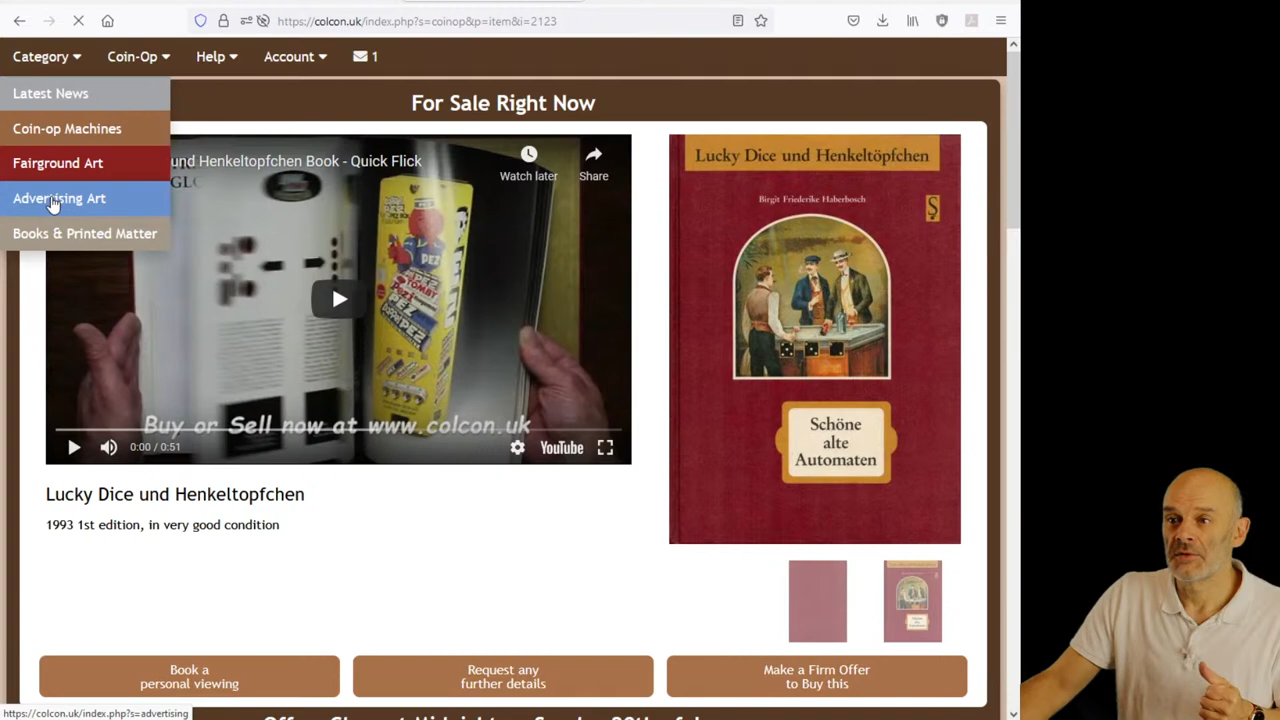 https://colcon.uk/index.php?s=coinop&p=item&i=2123
Category Coin-Op Help Account 1
Latest News
Coin-op Machines
Fairground Art
Advertising Art
Books & Printed Matter
For Sale Right Now
und Henkeltopfchen Book - Quick Flick
Watch later
Share
PEZ
Buy or Sell now at www.colcon.uk
0:00 / 0:51
YouTube
Lucky Dice und Henkeltöpfchen
Birgit Friederike Haberbosch
Schöne
alte
Automaten
Lucky Dice und Henkeltopfchen
1993 1st edition, in very good condition
Book a
personal viewing
Request any
further details
Make a Firm Offer
to Buy this
https://colcon.uk/index.php?s=advertising